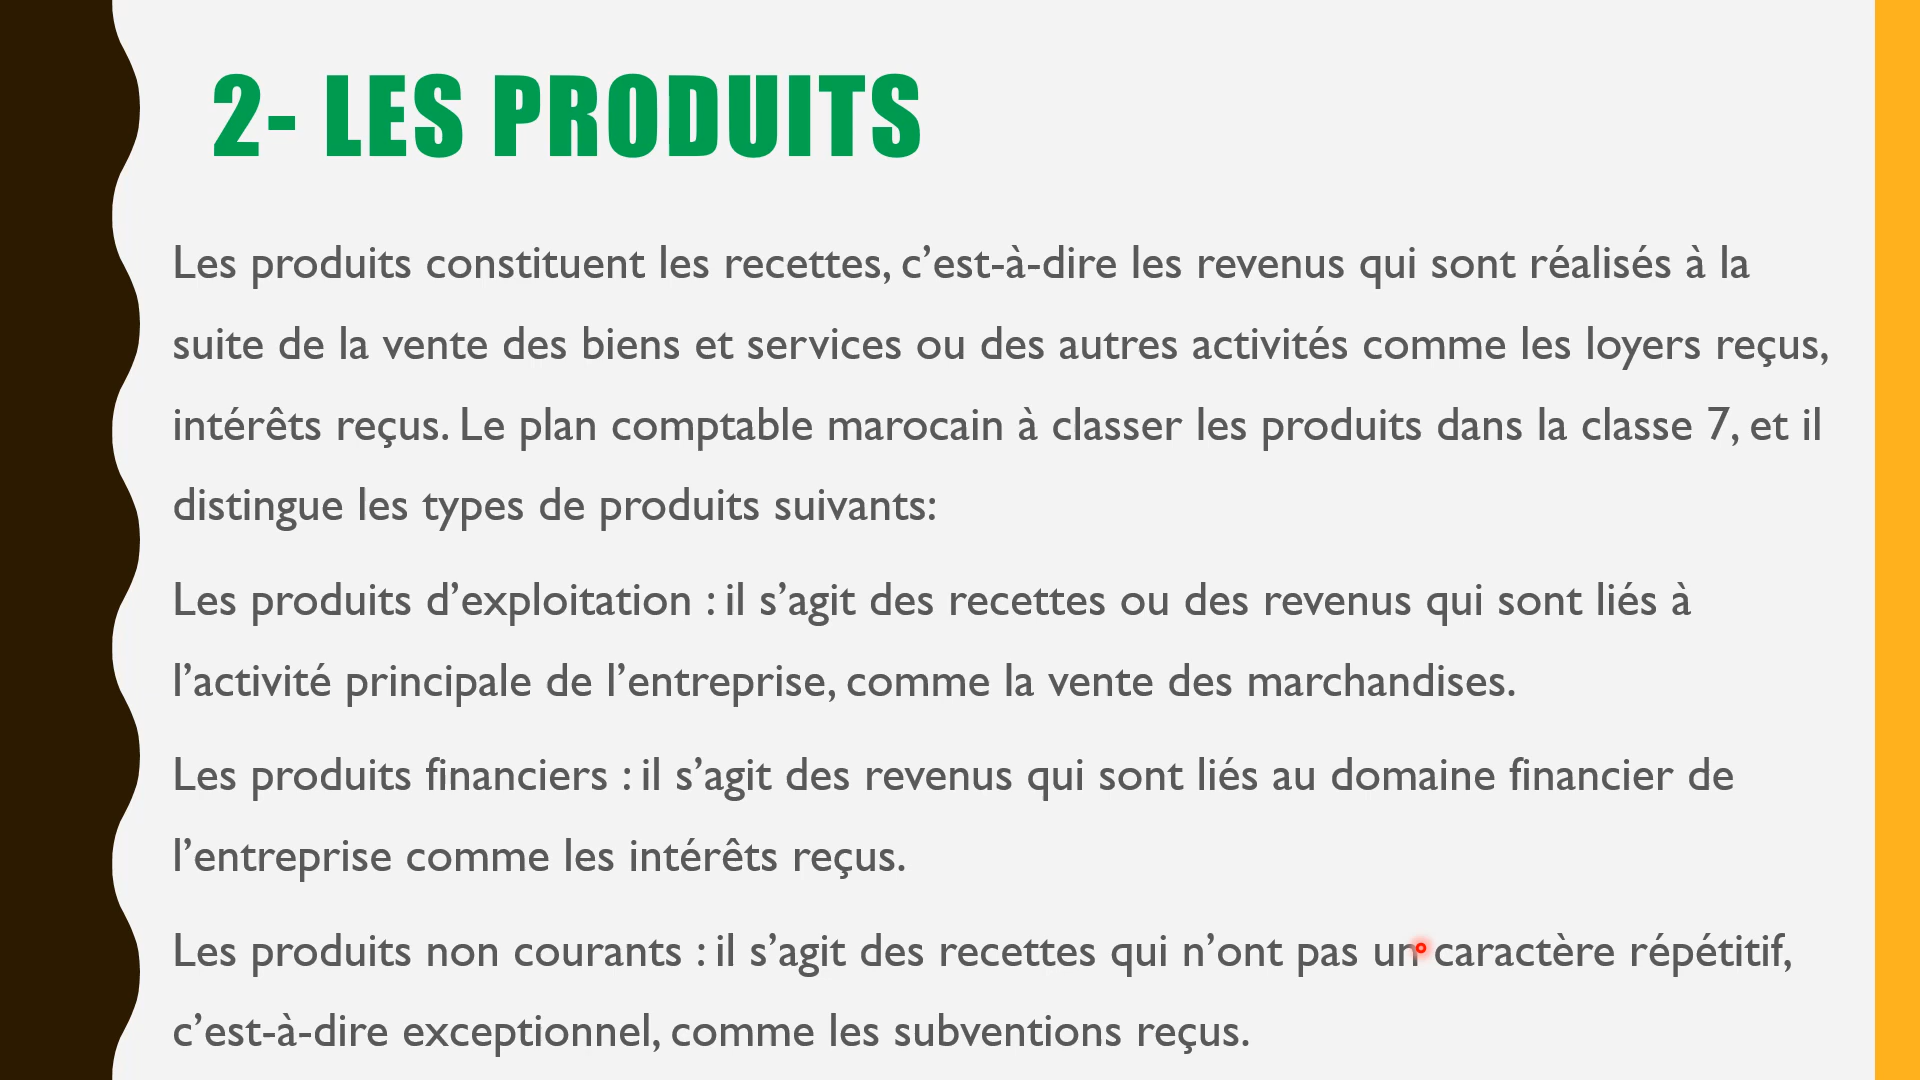 2- LES PRODUITS
Les produits constituent les recettes, c’est-à-dire les revenus qui sont réalisés à la
suite de la vente des biens et services ou des autres activités comme les loyers reçus,
intérêts reçus. Le plan comptable marocain à classer les produits dans la classe 7, et il
distingue les types de produits suivants:
Les produits d’exploitation : il s’agit des recettes ou des revenus qui sont liés à
l’activité principale de l’entreprise, comme la vente des marchandises.
Les produits financiers : il s’agit des revenus qui sont liés au domaine financier de
l’entreprise comme les intérêts reçus.
Les produits non courants : il s’agit des recettes qui n’ont pas un caractère répétitif,
c’est-à-dire exceptionnel, comme les subventions reçus.